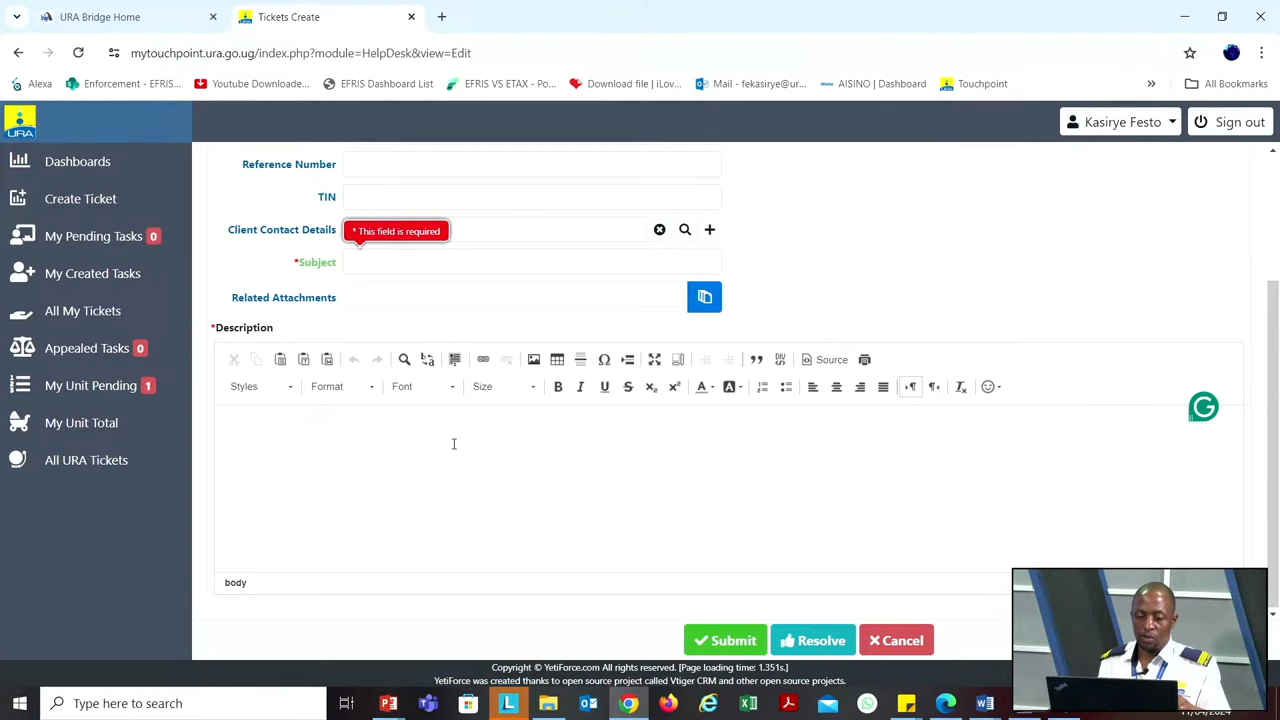 URA Bridge Home
Tickets Create
mytouchpoint.ura.go.ug/index.php?module=HelpDesk&view=Edit
Alexa
Enforcement - EFRIS...
Youtube Downloade...
EFRIS Dashboard List
EFRIS VS ETAX - Po...
Download file | iLov...
Mail - fekasirye@ur...
AISINO | Dashboard
Touchpoint
All Bookmarks
URA
Kasirye Festo
Sign out
Dashboards
Create Ticket
My Pending Tasks 0
My Created Tasks
All My Tickets
Appealed Tasks 0
My Unit Pending 1
My Unit Total
All URA Tickets
Reference Number
TIN
Client Contact Details
* This field is required
*Subject
Related Attachments
*Description
Source
Styles
Format
Font
Size
body
Submit
Resolve
Cancel
Copyright © YetiForce.com All rights reserved. [Page loading time: 1.351s.]
YetiForce was created thanks to open source project called Vtiger CRM and other open source projects.
Type here to search
11/04/2024